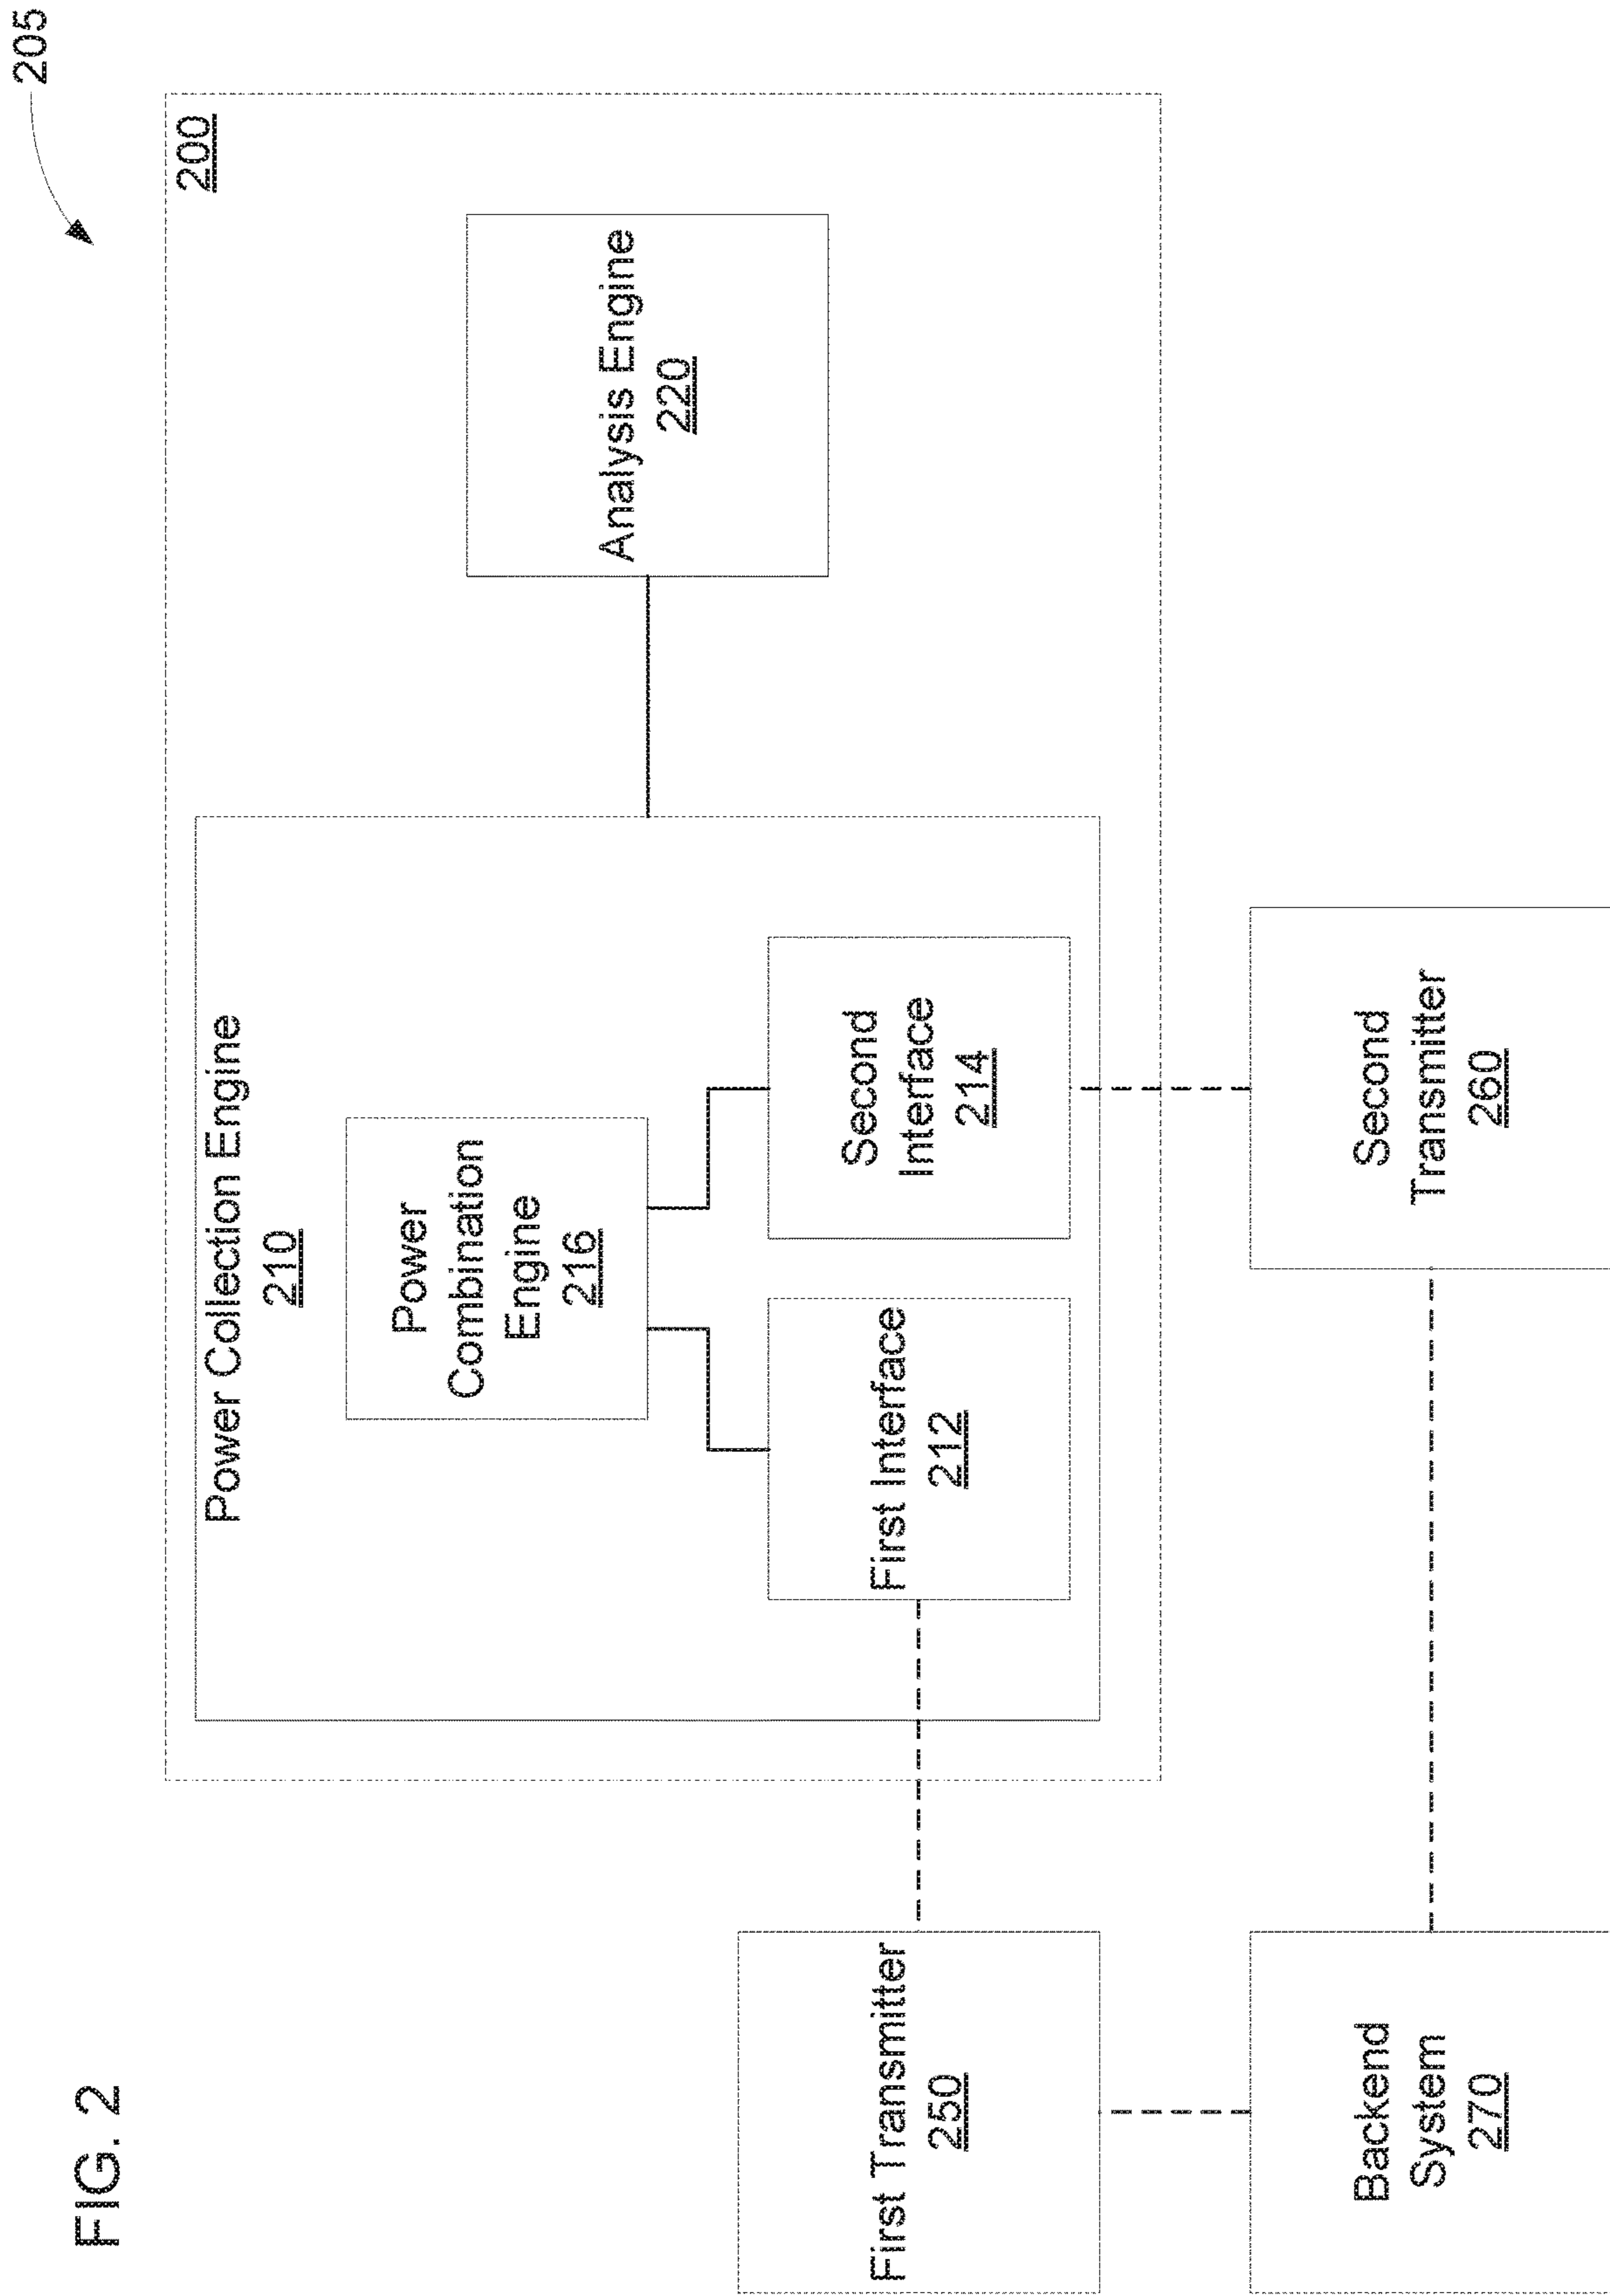 FIG. 2
205
200
Power Collection Engine
210
Power
Combination
Engine
216
Analysis Engine
220
First Interface
212
Second
Interface
214
First Transmitter
250
Backend
System
270
Second
Transmitter
260